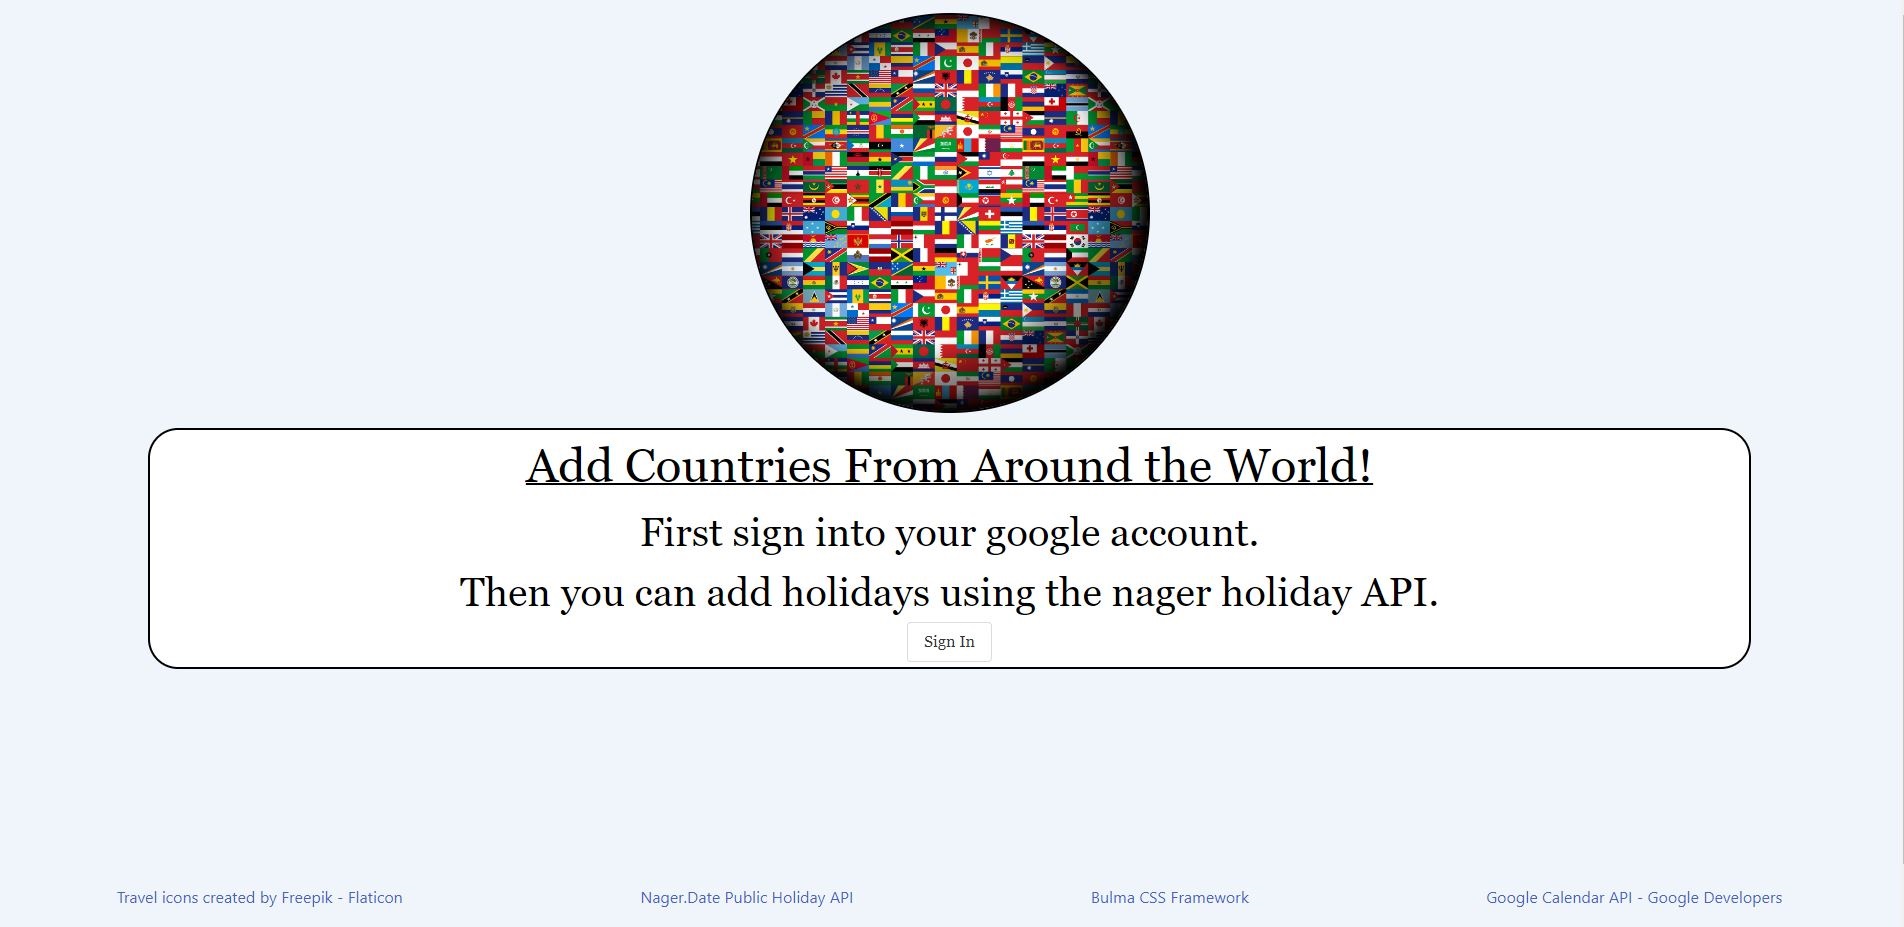 Add Countries From Around the World!
First sign into your google account.
Then you can add holidays using the nager holiday API.
Sign In
Travel icons created by Freepik - Flaticon
Nager.Date Public Holiday API
Bulma CSS Framework
Google Calendar API - Google Developers